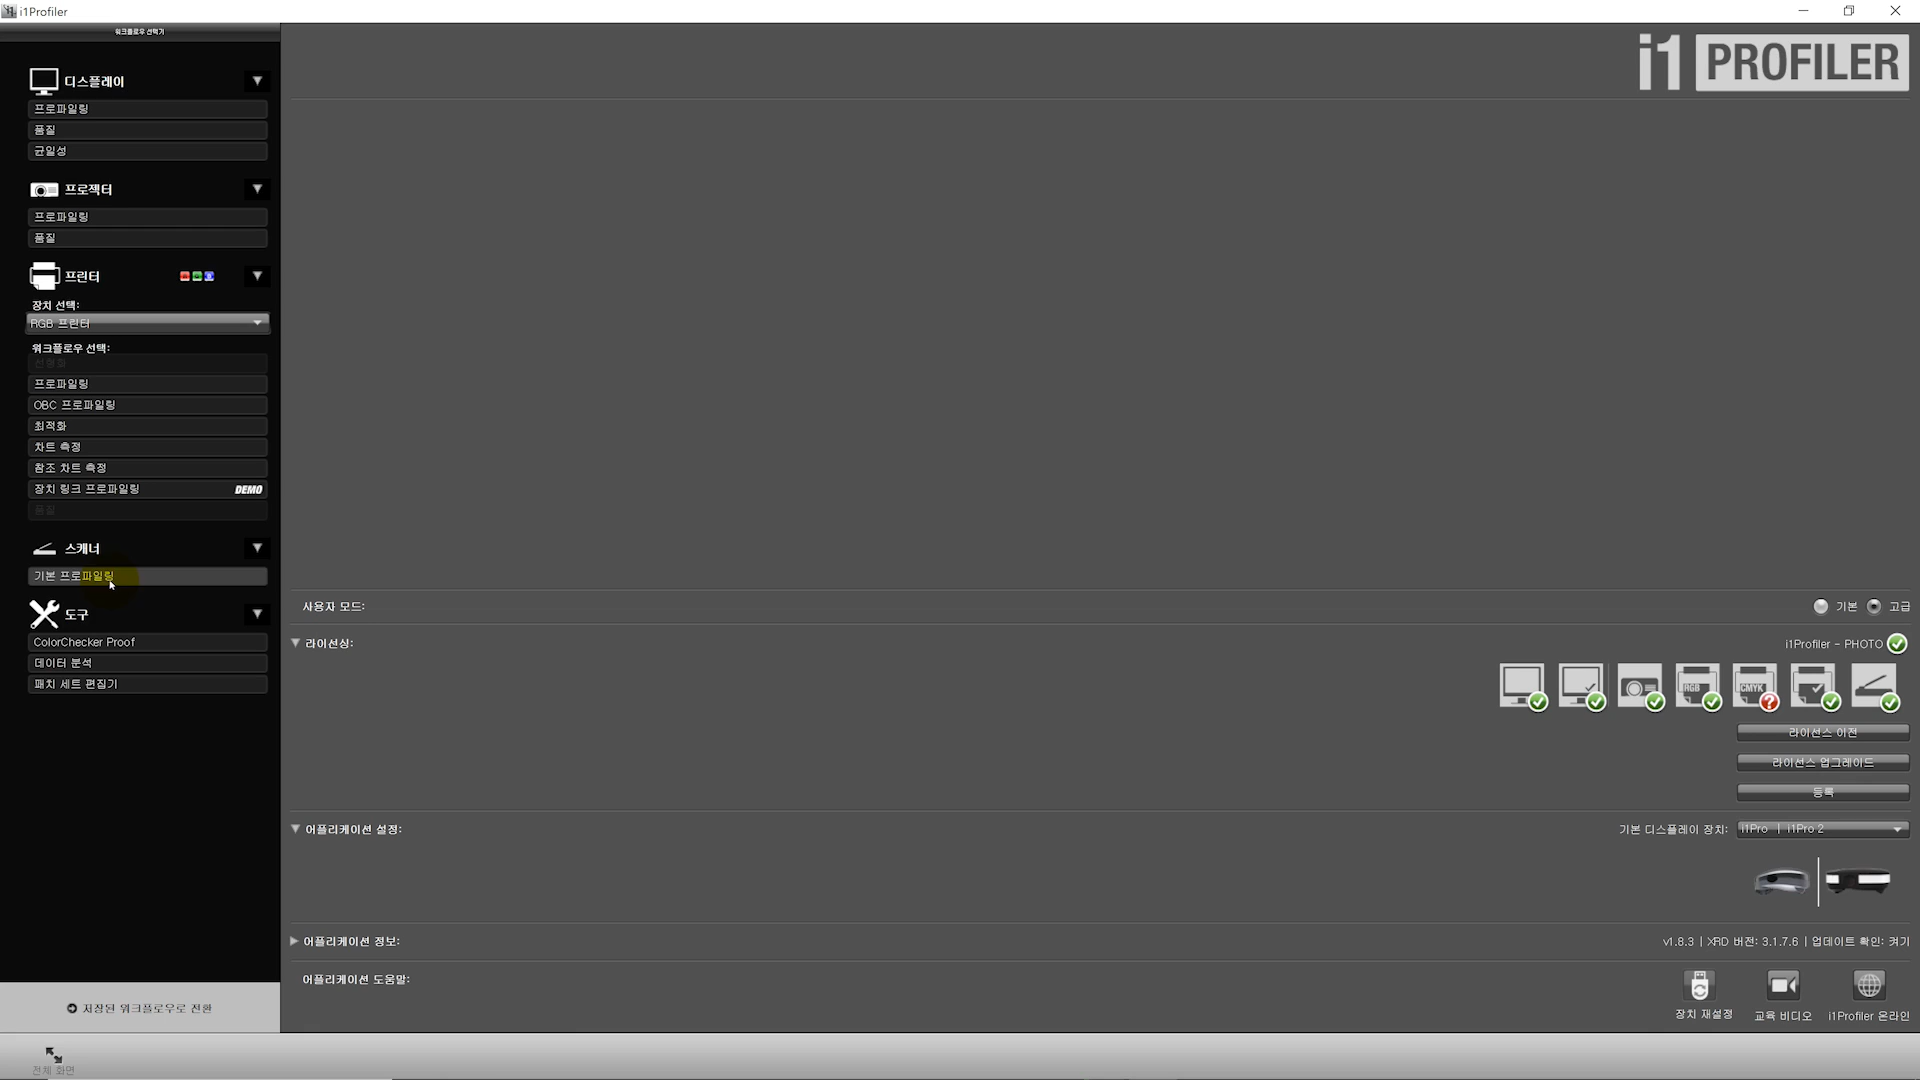 i1Profiler
워크플로우 선택기
디스플레이
프로파일링
품질
균일성
프로젝터
프로파일링
품질
프린터
장치 선택:
RGB 프린터
워크플로우 선택:
선형화
프로파일링
OBC 프로파일링
최적화
차트 측정
참조 차트 측정
장치 링크 프로파일링 DEMO
품질
스캐너
기본 프로파일링
도구
ColorChecker Proof
데이터 분석
패치 세트 편집기
저장된 워크플로우로 전환
전체 화면
i1 PROFILER
사용자 모드: 기본 고급
라이선싱: i1Profiler - PHOTO
RGB CMYK
라이선스 이전
라이선스 업그레이드
등록
어플리케이션 설정: 기본 디스플레이 장치: i1Pro | i1Pro 2
어플리케이션 정보: v1.8.3 | XRD 버전: 3.1.7.6 | 업데이트 확인: 켜기
어플리케이션 도움말:
장치 재설정 교육 비디오 i1Profiler 온라인